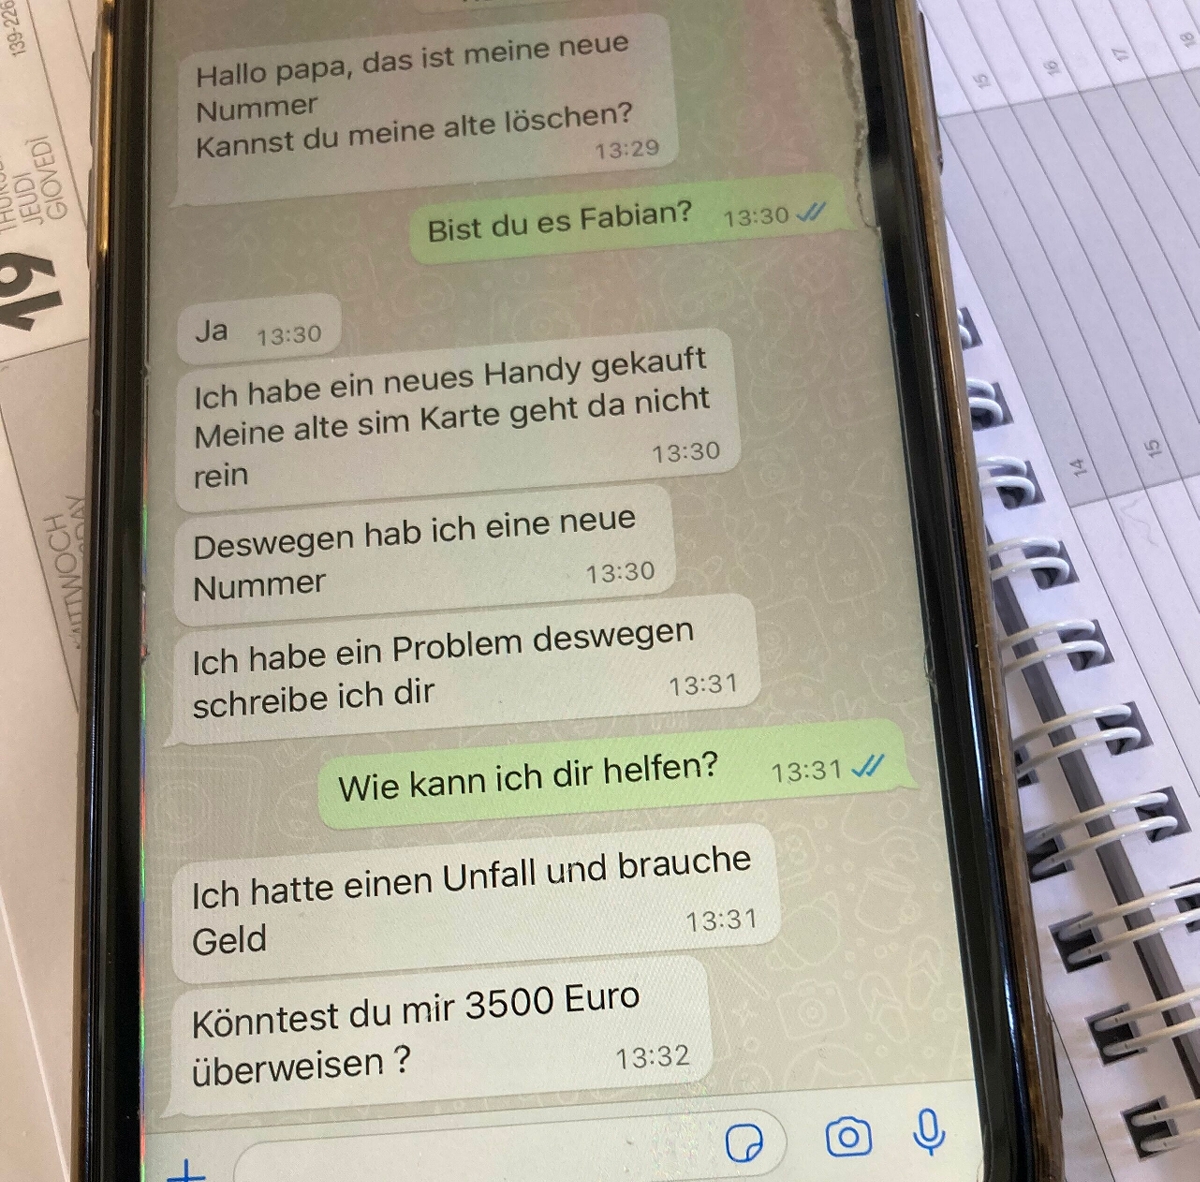 139-226
JEUDI
GIOVEDÌ
19
MITTWOCH
Hallo papa, das ist meine neue
Nummer
Kannst du meine alte löschen?
13:29
Bist du es Fabian? 13:30
Ja 13:30
Ich habe ein neues Handy gekauft
Meine alte sim Karte geht da nicht
rein 13:30
Deswegen hab ich eine neue
Nummer 13:30
Ich habe ein Problem deswegen
schreibe ich dir 13:31
Wie kann ich dir helfen? 13:31
Ich hatte einen Unfall und brauche
Geld 13:31
Könntest du mir 3500 Euro
überweisen ? 13:32
15
16
17
18
14
15